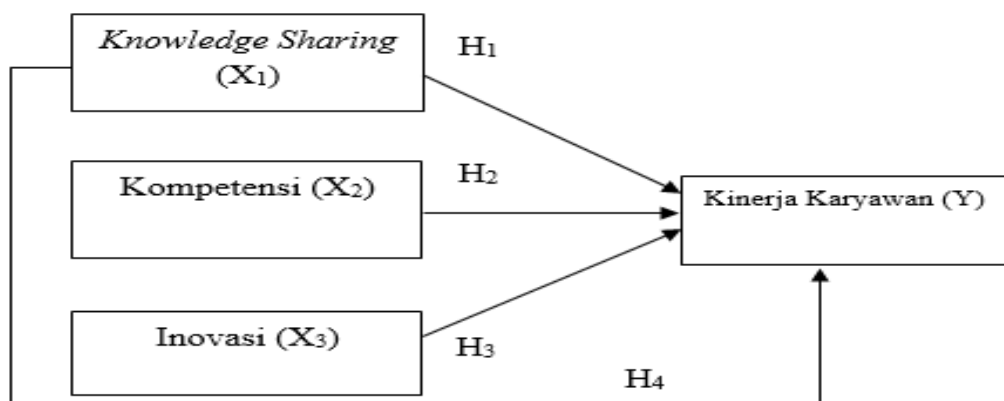 Knowledge Sharing
(X₁)
H₁
Kompetensi (X₂)
H₂
Kinerja Karyawan (Y)
Inovasi (X₃)
H₃
H₄